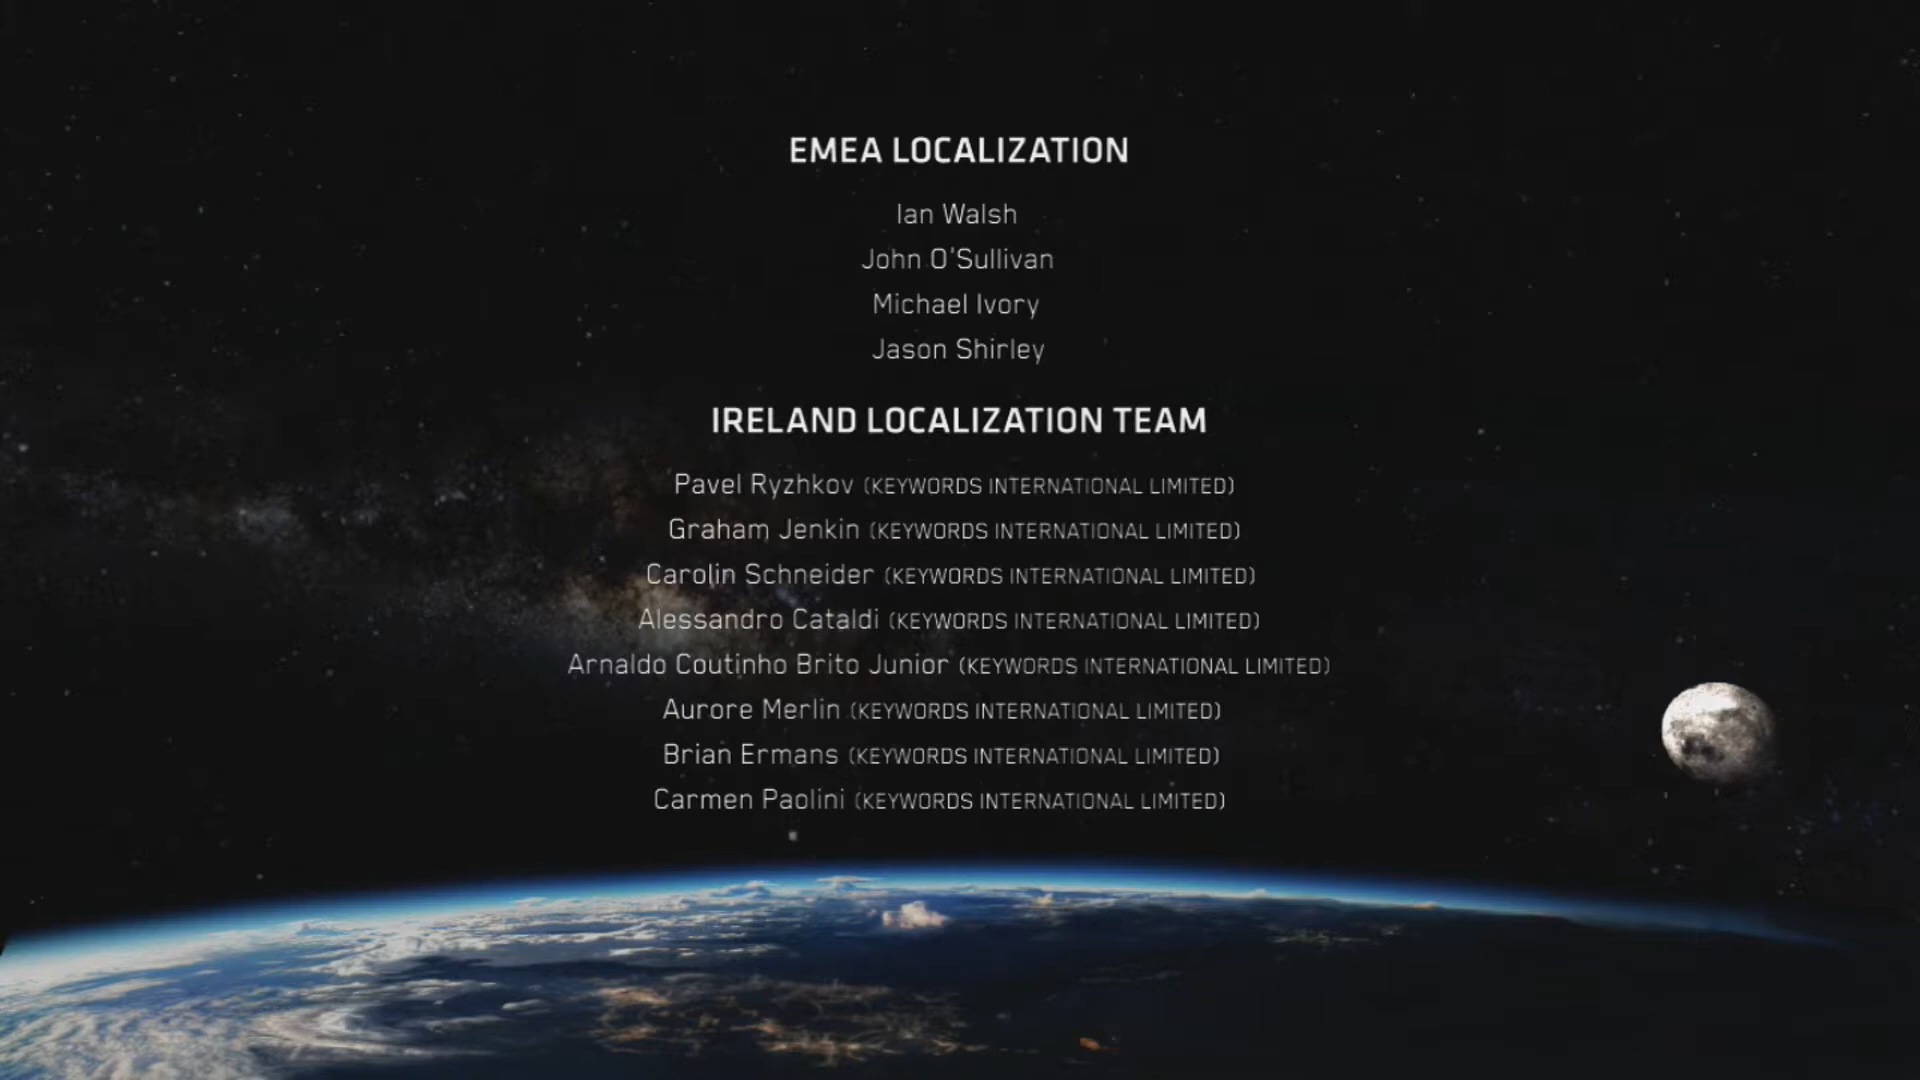 EMEA LOCALIZATION
Ian Walsh
John O'Sullivan
Michael Ivory
Jason Shirley
IRELAND LOCALIZATION TEAM
Pavel Ryzhkov (KEYWORDS INTERNATIONAL LIMITED)
Graham Jenkin (KEYWORDS INTERNATIONAL LIMITED)
Carolin Schneider (KEYWORDS INTERNATIONAL LIMITED)
Alessandro Cataldi (KEYWORDS INTERNATIONAL LIMITED)
Arnaldo Coutinho Brito Junior (KEYWORDS INTERNATIONAL LIMITED)
Aurore Merlin (KEYWORDS INTERNATIONAL LIMITED)
Brian Ermans (KEYWORDS INTERNATIONAL LIMITED)
Carmen Paolini (KEYWORDS INTERNATIONAL LIMITED)